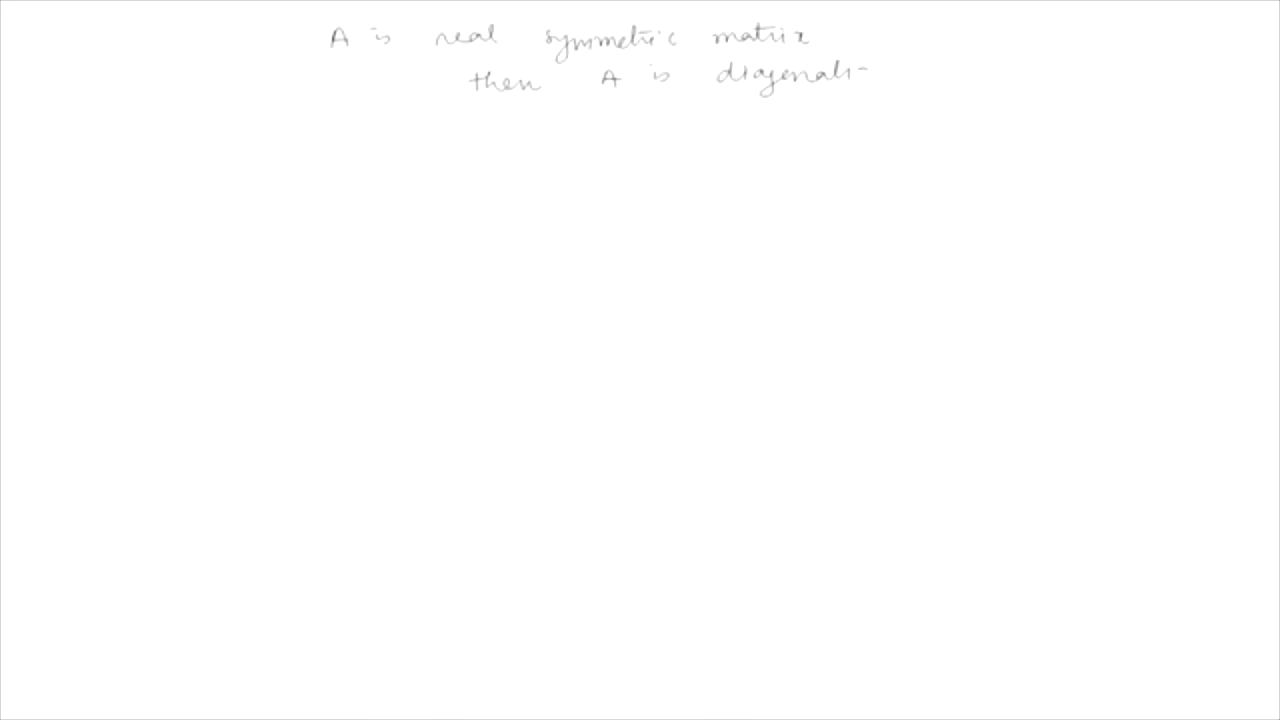 A is real symmetric matrix
then A is diagonali-